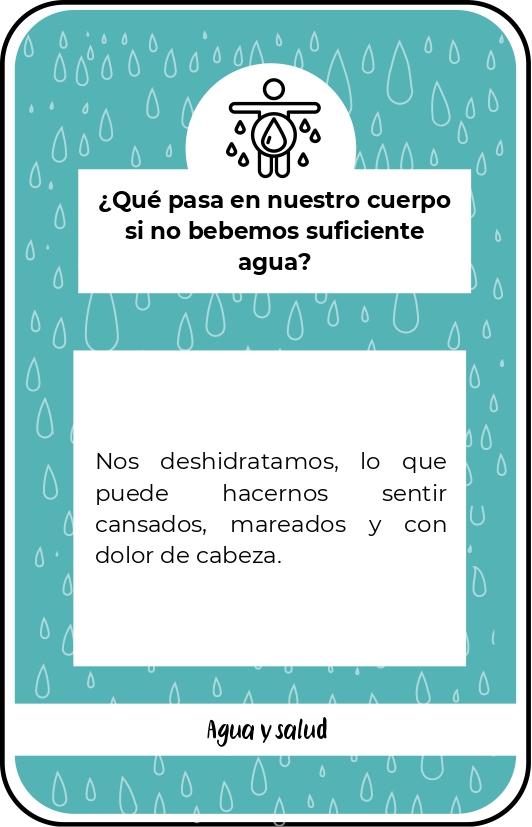 ¿Qué pasa en nuestro cuerpo
si no bebemos suficiente
agua?
Nos deshidratamos, lo que
puede hacernos sentir
cansados, mareados y con
dolor de cabeza.
Agua y salud